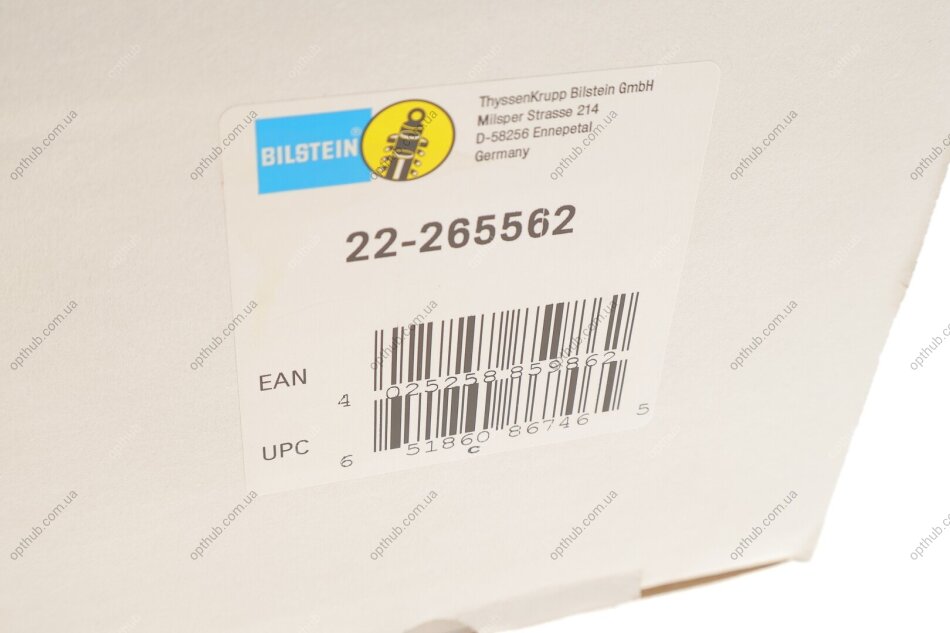 BILSTEIN®
ThyssenKrupp Bilstein GmbH
Milsper Strasse 214
D-58256 Ennepetal
Germany
22-265562
EAN
4 025258 859862
UPC
6 51860 86746 5
C
opthub.com.ua